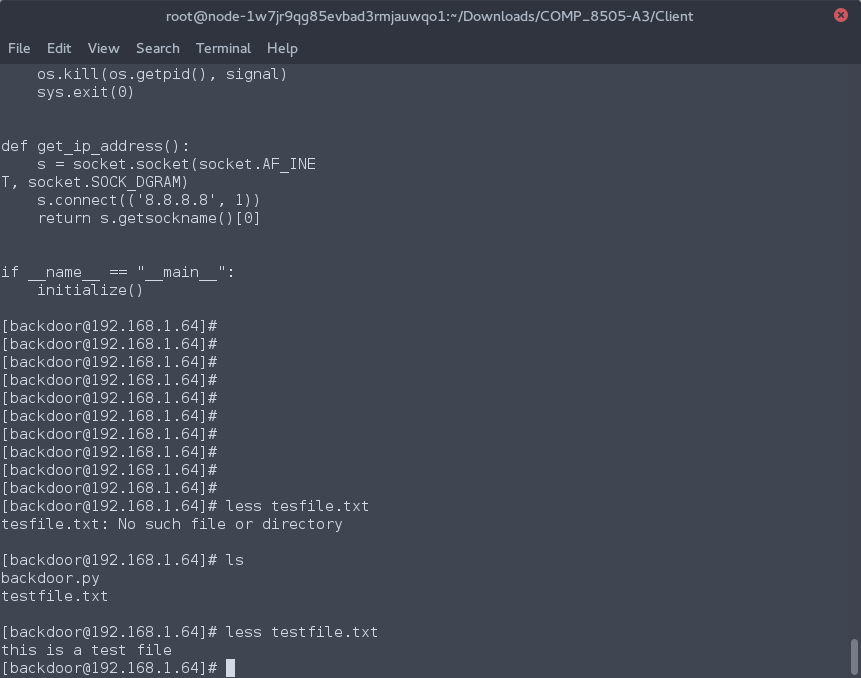 root@node-1w7jr9qg85evbad3rmjauwqo1:~/Downloads/COMP_8505-A3/Client
File Edit View Search Terminal Help
    os.kill(os.getpid(), signal)
    sys.exit(0)
def get_ip_address():
    s = socket.socket(socket.AF_INE
T, socket.SOCK_DGRAM)
    s.connect(('8.8.8.8', 1))
    return s.getsockname()[0]
if __name__ == "__main__":
    initialize()
[backdoor@192.168.1.64]#
[backdoor@192.168.1.64]#
[backdoor@192.168.1.64]#
[backdoor@192.168.1.64]#
[backdoor@192.168.1.64]#
[backdoor@192.168.1.64]#
[backdoor@192.168.1.64]#
[backdoor@192.168.1.64]#
[backdoor@192.168.1.64]#
[backdoor@192.168.1.64]#
[backdoor@192.168.1.64]# less tesfile.txt
tesfile.txt: No such file or directory
[backdoor@192.168.1.64]# ls
backdoor.py
testfile.txt
[backdoor@192.168.1.64]# less testfile.txt
this is a test file
[backdoor@192.168.1.64]#